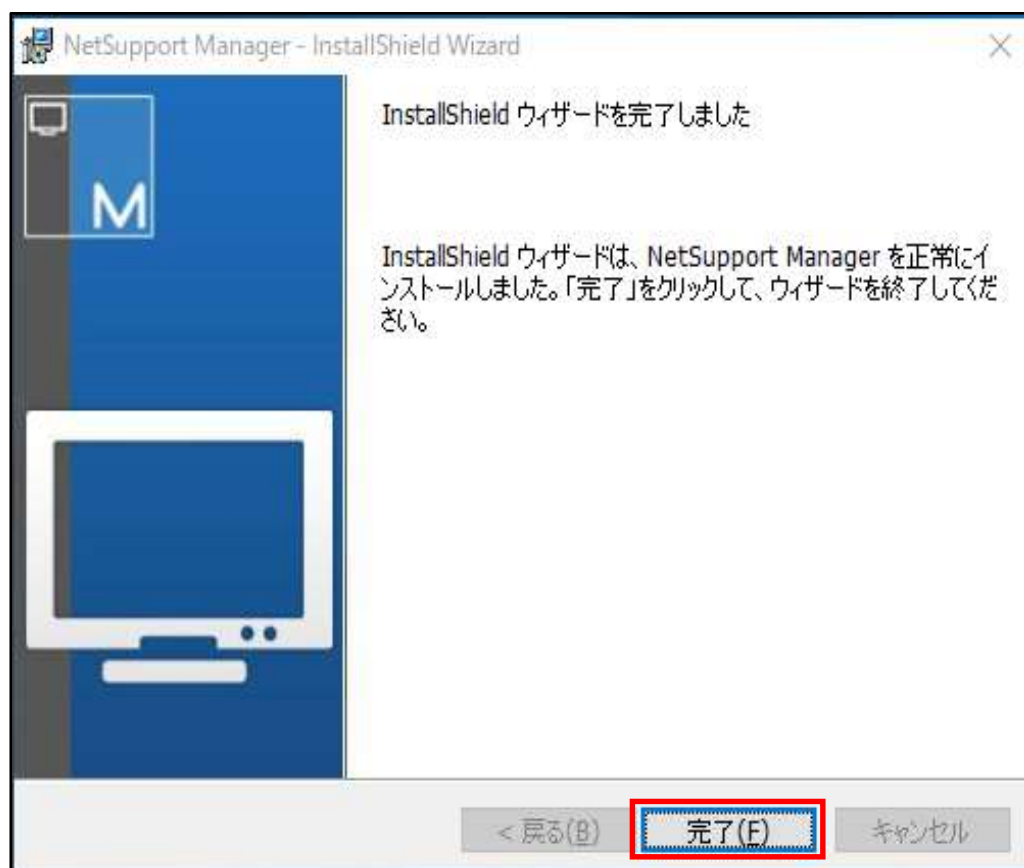 NetSupport Manager - InstallShield Wizard
M
InstallShield ウィザードを完了しました
InstallShield ウィザードは、NetSupport Manager を正常にイ
ンストールしました。「完了」をクリックして、ウィザードを終了してくだ
さい。
< 戻る(B) 完了(F) キャンセル